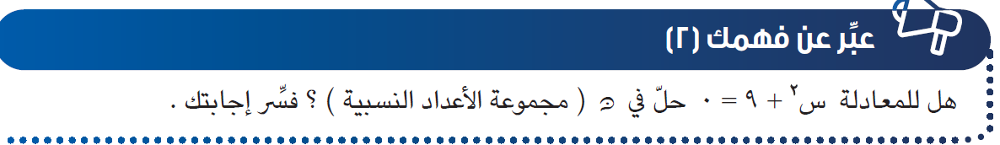 عبِّر عن فهمك (٢)
هل للمعادلة س٢ + ٩ = ٠ حلّ في ن ( مجموعة الأعداد النسبية ) ؟ فسِّر إجابتك .